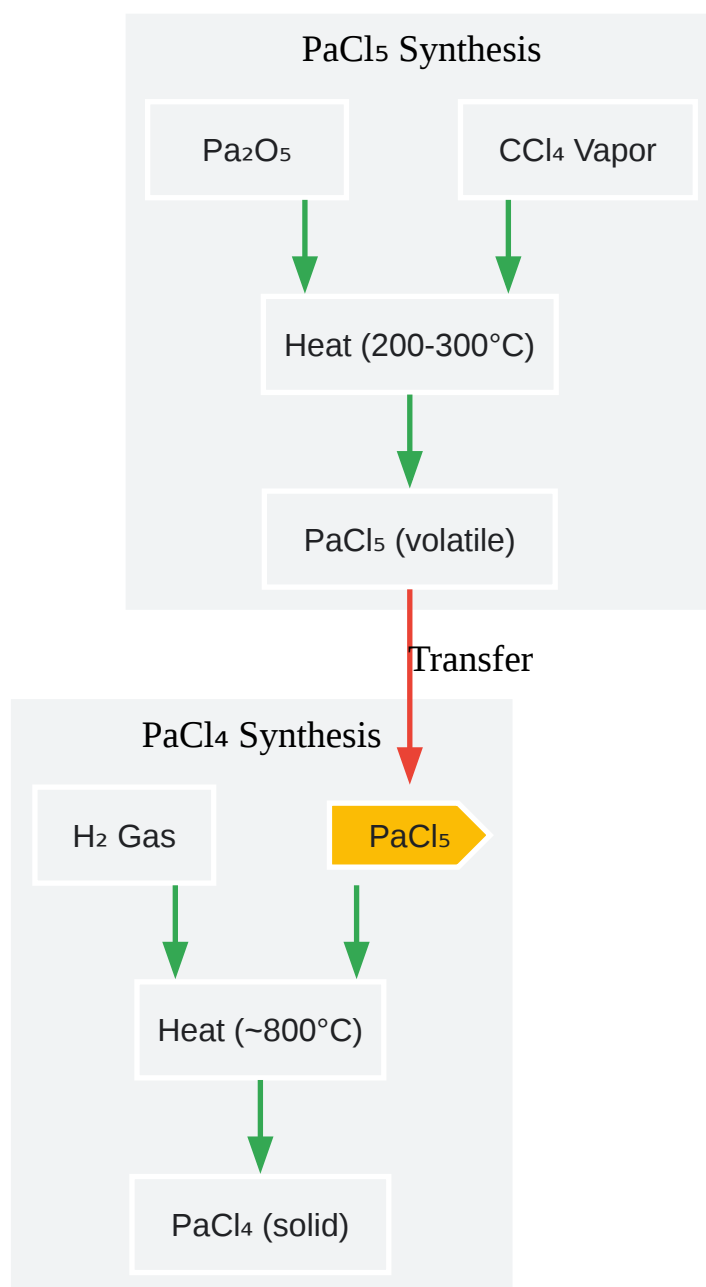 PaCl₅ Synthesis
Pa₂O₅
CCl₄ Vapor
Heat (200-300°C)
PaCl₅ (volatile)
Transfer
PaCl₄ Synthesis
H₂ Gas
PaCl₅
Heat (~800°C)
PaCl₄ (solid)